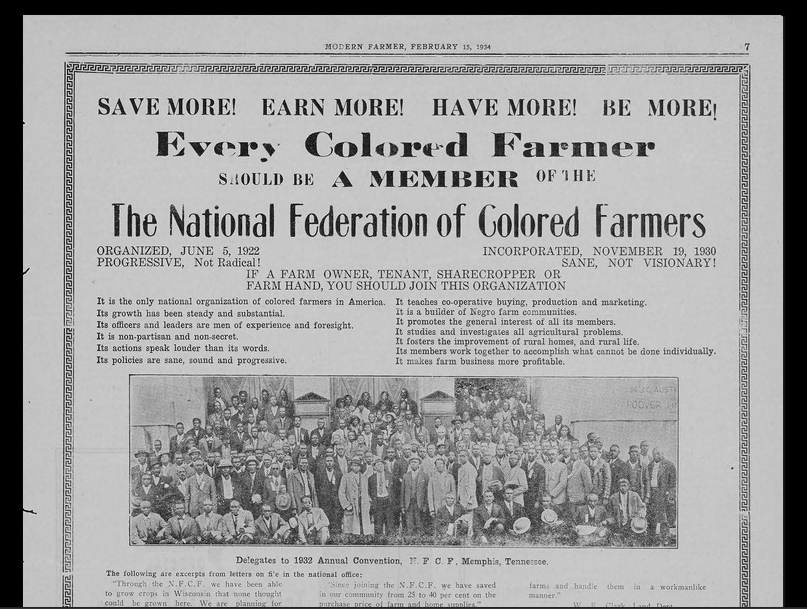 MODERN FARMER, FEBRUARY 15, 1934
7
SAVE MORE! EARN MORE! HAVE MORE! BE MORE!
Every Colored Farmer
SHOULD BE A MEMBER OF THE
The National Federation of Colored Farmers
ORGANIZED, JUNE 5, 1922
INCORPORATED, NOVEMBER 19, 1930
PROGRESSIVE, Not Radical!
SANE, NOT VISIONARY!
IF A FARM OWNER, TENANT, SHARECROPPER OR
FARM HAND, YOU SHOULD JOIN THIS ORGANIZATION
It is the only national organization of colored farmers in America.
Its growth has been steady and substantial.
Its officers and leaders are men of experience and foresight.
It is non-partisan and non-secret.
Its actions speak louder than its words.
Its policies are sane, sound and progressive.
It teaches co-operative buying, production and marketing.
It is a builder of Negro farm communities.
It promotes the general interest of all its members.
It studies and investigates all agricultural problems.
It fosters the improvement of rural homes, and rural life.
Its members work together to accomplish what cannot be done individually.
It makes farm business more profitable.
HOOVER
Delegates to 1932 Annual Convention, N. F. C. F., Memphis, Tennessee.
The following are excerpts from letters on file in the national office:
"Through the N.F.C.F. we have been able
to grow crops in Wisconsin that none thought
could be grown here. We are planning for
"Since joining the N.F.C.F. we have saved
in our community from 25 to 40 per cent on the
purchase price of farm and home supplies."
farms and handle them in a workmanlike
manner."